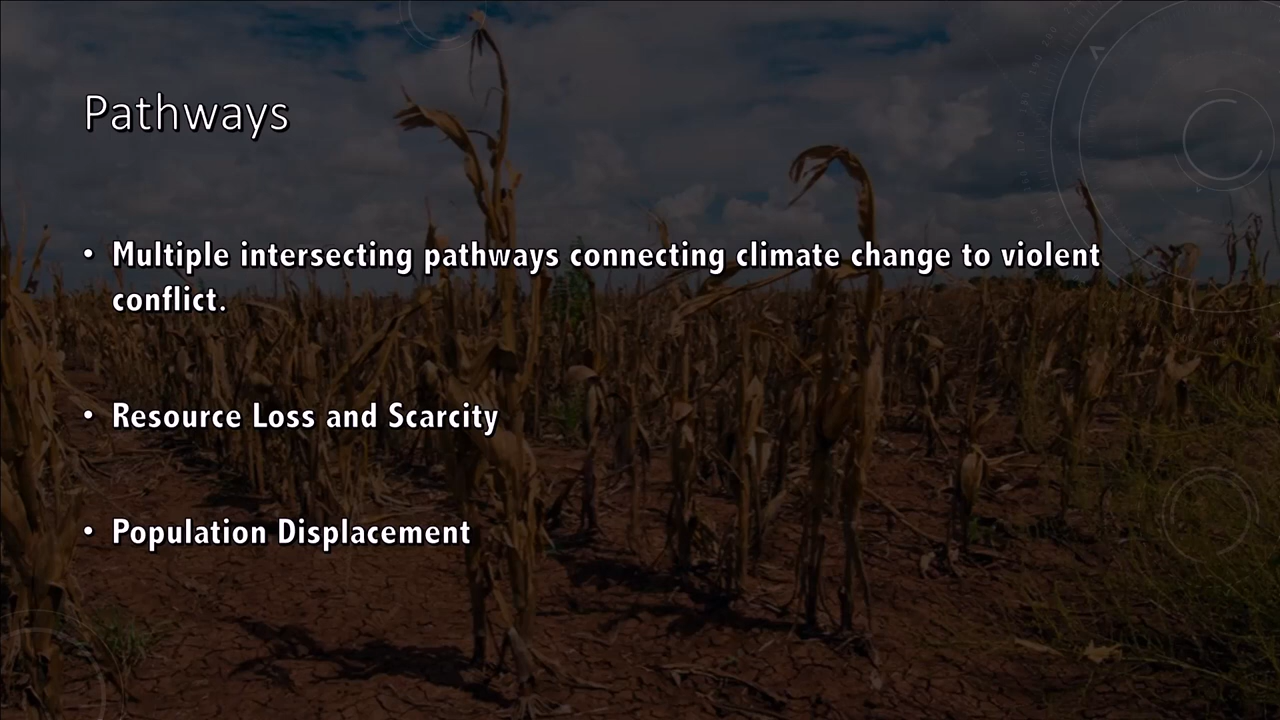 Pathways
• Multiple intersecting pathways connecting climate change to violent
conflict.
• Resource Loss and Scarcity
• Population Displacement